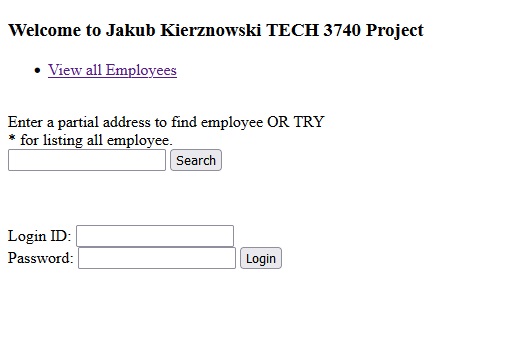 Welcome to Jakub Kierznowski TECH 3740 Project
View all Employees
Enter a partial address to find employee OR TRY
* for listing all employee.
Search
Login ID:
Password:
Login